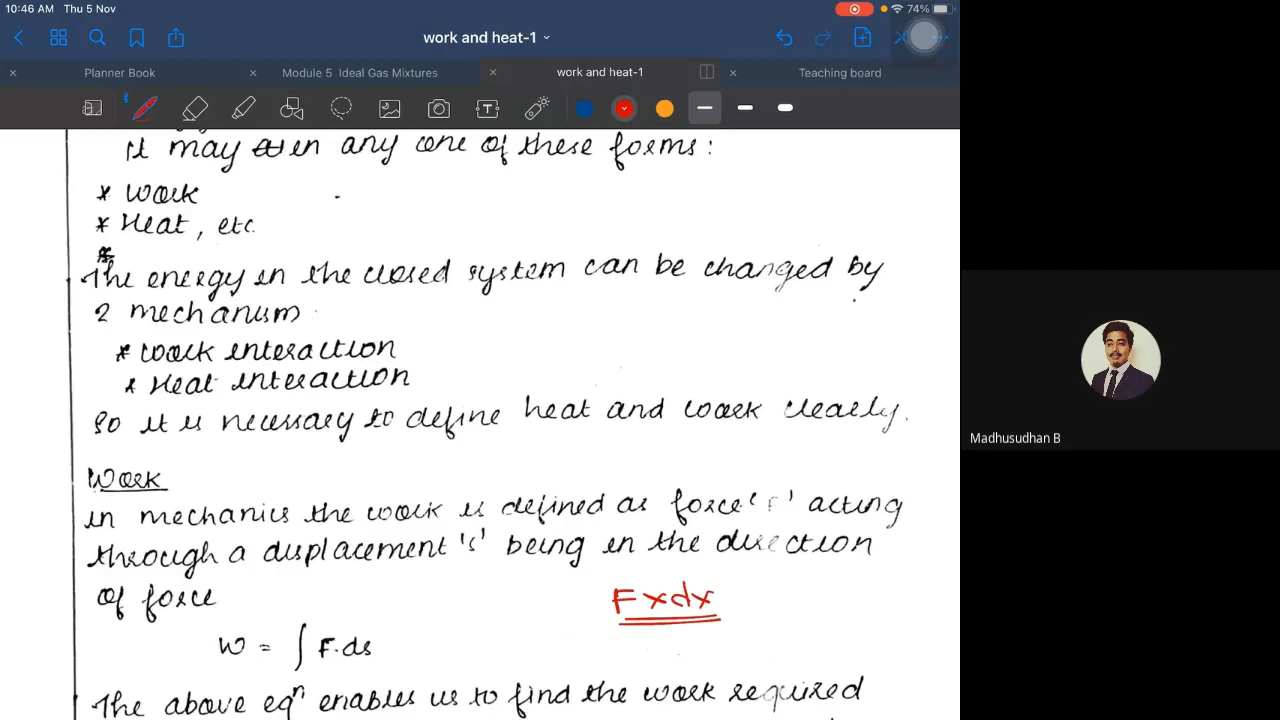 10:46 AM Thu 5 Nov
74%
work and heat-1
Planner Book
Module 5 Ideal Gas Mixtures
work and heat-1
Teaching board
It may in any one of these forms :
* Work
* Heat, etc
The energy in the closed system can be changed by
2 mechanism
* Work interaction
* Heat interaction
So it is necessary to define heat and work clearly.
Work
In mechanics the work is defined as force 'F' acting
through a displacement 's' being in the direction
of force
F x dx
W = ∫ F.ds
The above eqn enables us to find the work required
Madhusudhan B